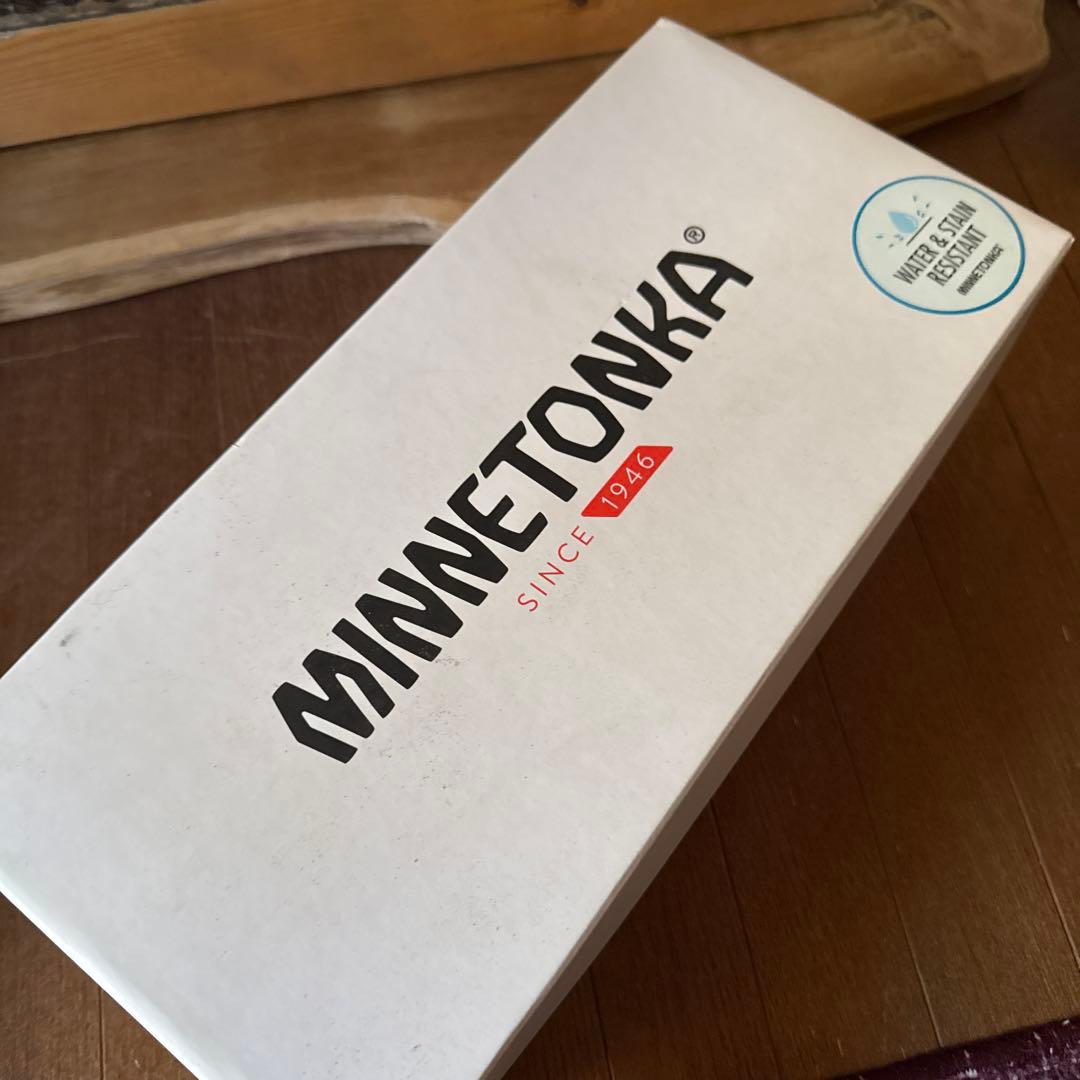 MINNETONKA®
SINCE 1946
WATER & STAIN
RESISTANT
MINNETONKA